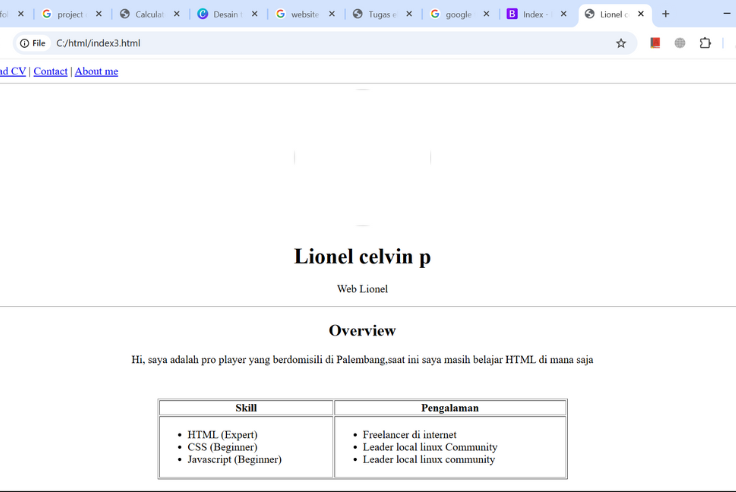 project
Calculat
Desain
website
Tugas e
google
Index -
Lionel c
File
C:/html/index3.html
ad CV | Contact | About me
Lionel celvin p
Web Lionel
Overview
Hi, saya adalah pro player yang berdomisili di Palembang,saat ini saya masih belajar HTML di mana saja
Skill Pengalaman
HTML (Expert)
CSS (Beginner)
Javascript (Beginner)
Freelancer di internet
Leader local linux Community
Leader local linux community